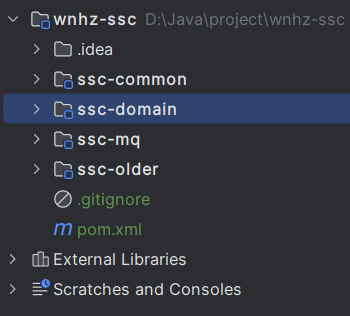 wnhz-ssc D:\Java\project\wnhz-ssc
.idea
ssc-common
ssc-domain
ssc-mq
ssc-older
.gitignore
m pom.xml
External Libraries
Scratches and Consoles